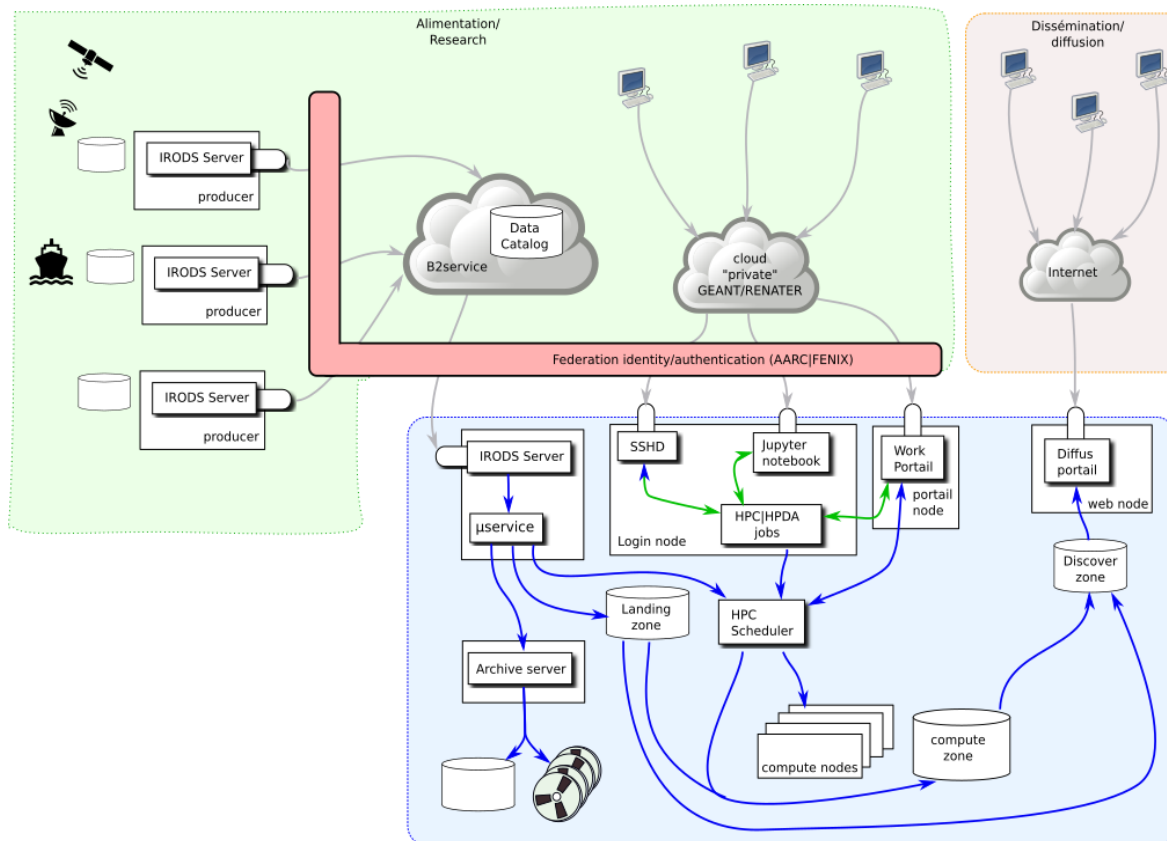 Alimentation/
Research
Dissémination/
diffusion
IRODS Server
producer
IRODS Server
producer
IRODS Server
producer
Data
Catalog
B2service
cloud
"private"
GEANT/RENATER
Internet
Federation identity/authentication (AARC|FENIX)
IRODS Server
µservice
SSHD
Jupyter
notebook
HPC|HPDA
jobs
Login node
Work
Portail
portail
node
Diffus
portail
web node
Discover
zone
Landing
zone
HPC
Scheduler
Archive server
compute nodes
compute
zone